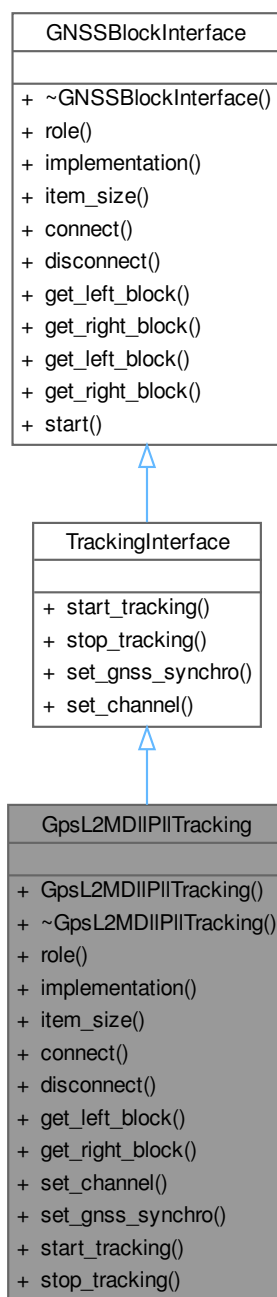 GNSSBlockInterface
+ ~GNSSBlockInterface()
+ role()
+ implementation()
+ item_size()
+ connect()
+ disconnect()
+ get_left_block()
+ get_right_block()
+ get_left_block()
+ get_right_block()
+ start()
TrackingInterface
+ start_tracking()
+ stop_tracking()
+ set_gnss_synchro()
+ set_channel()
GpsL2MDllPllTracking
+ GpsL2MDllPllTracking()
+ ~GpsL2MDllPllTracking()
+ role()
+ implementation()
+ item_size()
+ connect()
+ disconnect()
+ get_left_block()
+ get_right_block()
+ set_channel()
+ set_gnss_synchro()
+ start_tracking()
+ stop_tracking()